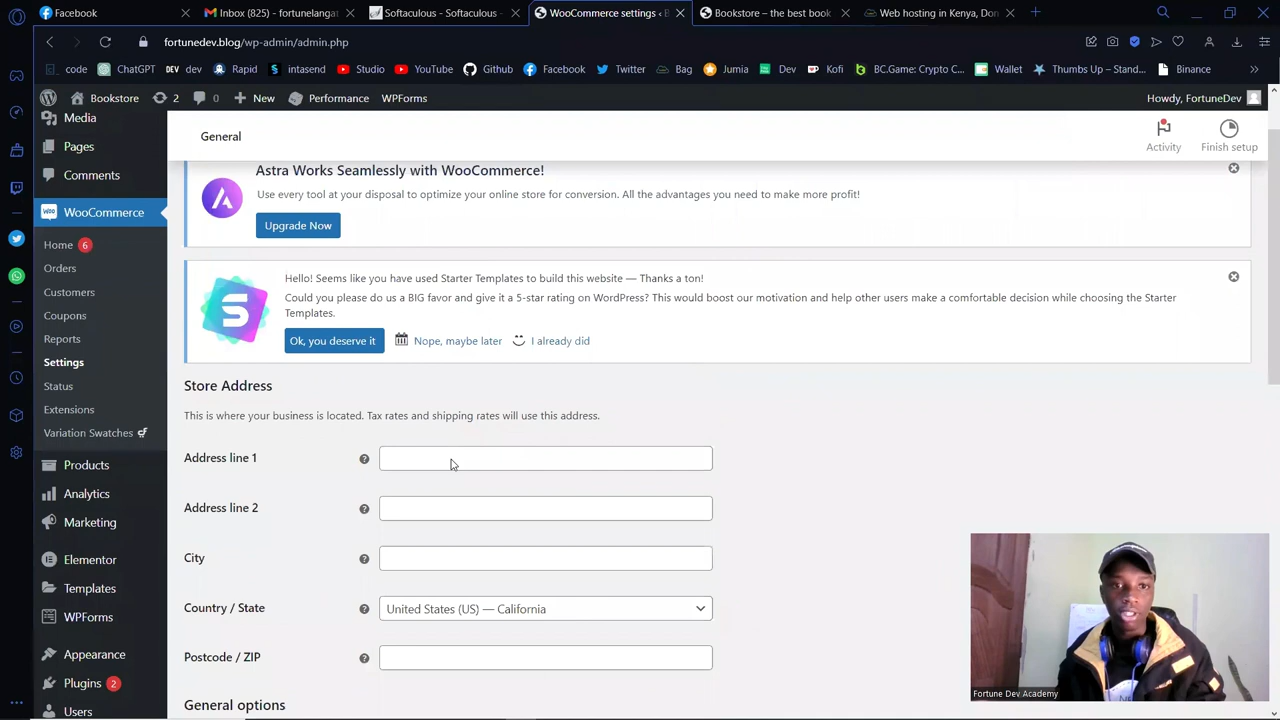 Facebook
Inbox (825) - fortunelangat
Softaculous - Softaculous -
WooCommerce settings ‹ B
Bookstore – the best book
Web hosting in Kenya, Don
fortunedev.blog/wp-admin/admin.php
code
ChatGPT
DEV dev
Rapid
intasend
Studio
YouTube
Github
Facebook
Twitter
Bag
Jumia
Dev
Kofi
BC.Game: Crypto C...
Wallet
Thumbs Up – Stand...
Binance
Bookstore
2
0
New
Performance
WPForms
Howdy, FortuneDev
Media
Pages
Comments
WooCommerce
Home 6
Orders
Customers
Coupons
Reports
Settings
Status
Extensions
Variation Swatches
Products
Analytics
Marketing
Elementor
Templates
WPForms
Appearance
Plugins 2
Users
General
Activity
Finish setup
Astra Works Seamlessly with WooCommerce!
Use every tool at your disposal to optimize your online store for conversion. All the advantages you need to make more profit!
Upgrade Now
Hello! Seems like you have used Starter Templates to build this website — Thanks a ton!
Could you please do us a BIG favor and give it a 5-star rating on WordPress? This would boost our motivation and help other users make a comfortable decision while choosing the Starter
Templates.
Ok, you deserve it
Nope, maybe later
I already did
Store Address
This is where your business is located. Tax rates and shipping rates will use this address.
Address line 1
Address line 2
City
Country / State
United States (US) — California
Postcode / ZIP
General options
Fortune Dev Academy